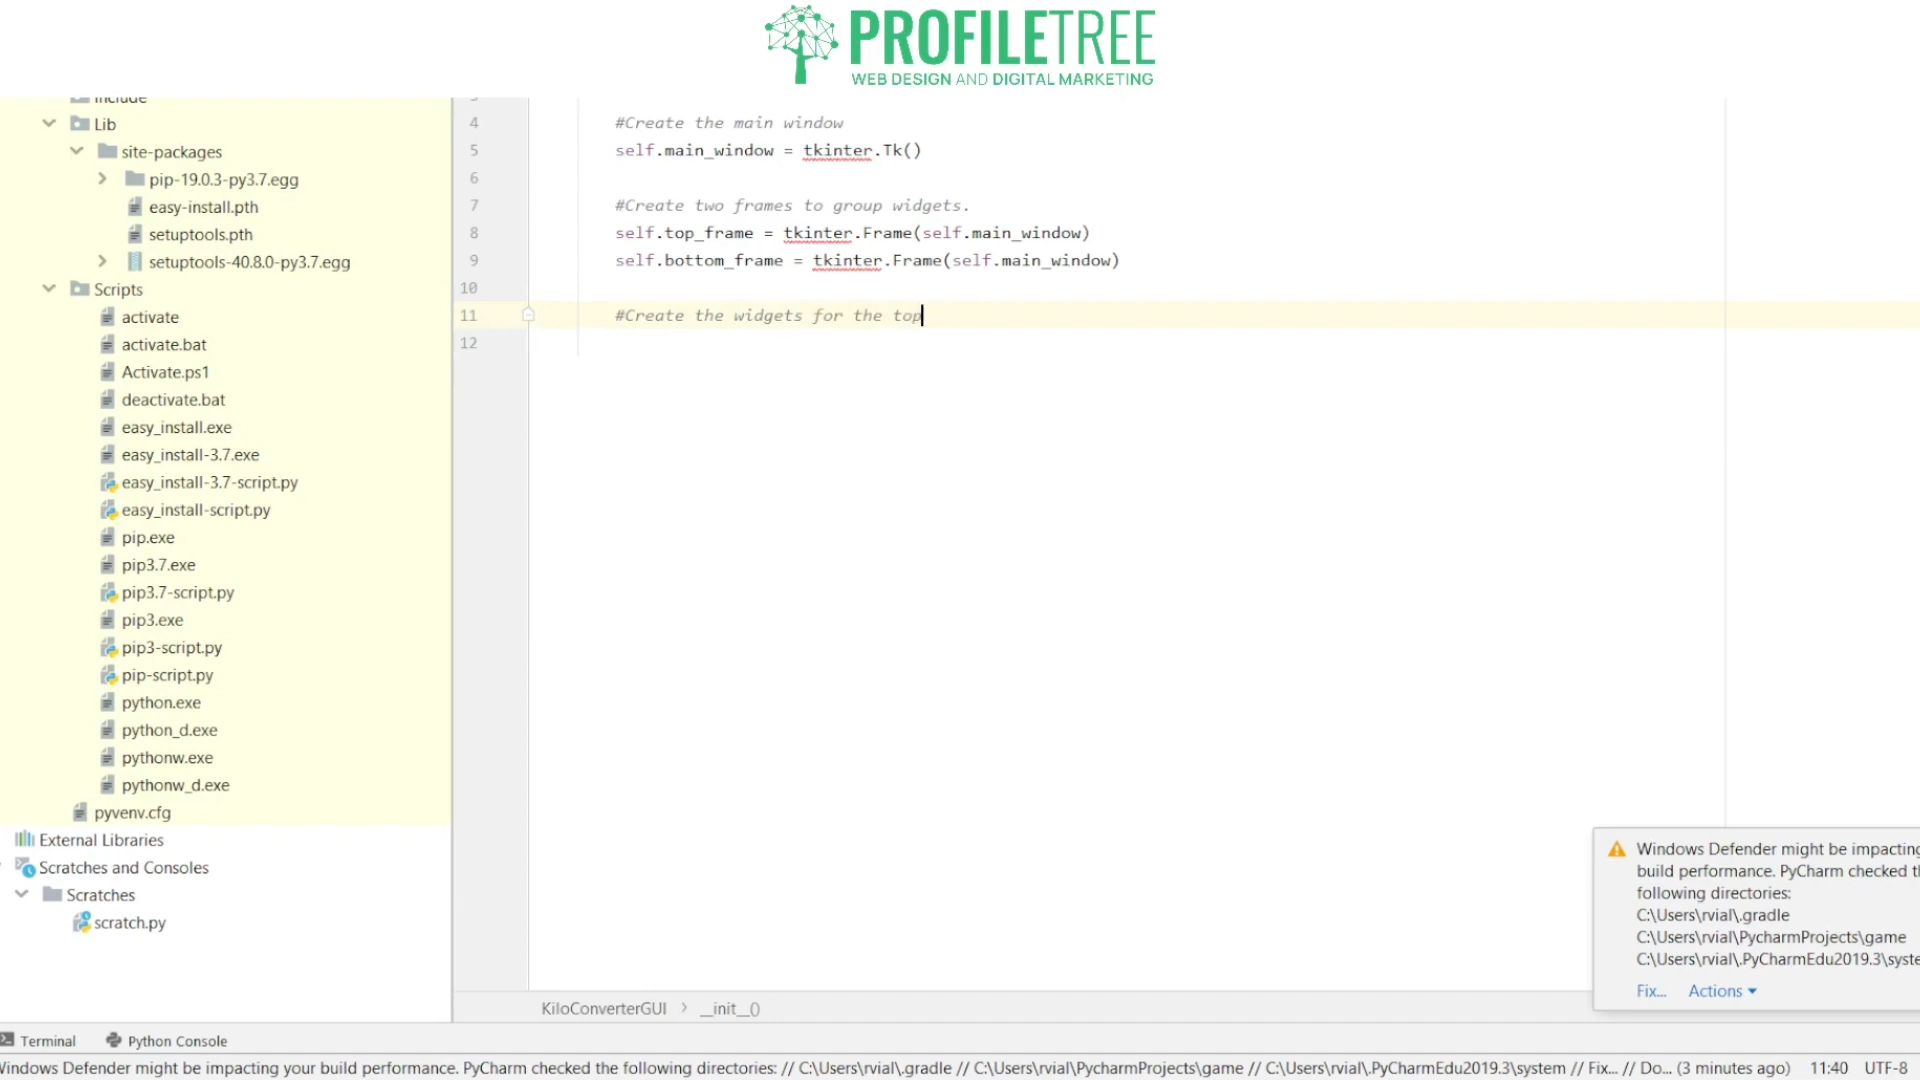 PROFILETREE
WEB DESIGN AND DIGITAL MARKETING
include
Lib
site-packages
pip-19.0.3-py3.7.egg
easy-install.pth
setuptools.pth
setuptools-40.8.0-py3.7.egg
Scripts
activate
activate.bat
Activate.ps1
deactivate.bat
easy_install.exe
easy_install-3.7.exe
easy_install-3.7-script.py
easy_install-script.py
pip.exe
pip3.7.exe
pip3.7-script.py
pip3.exe
pip3-script.py
pip-script.py
python.exe
python_d.exe
pythonw.exe
pythonw_d.exe
pyvenv.cfg
External Libraries
Scratches and Consoles
Scratches
scratch.py
4 #Create the main window
5 self.main_window = tkinter.Tk()
6
7 #Create two frames to group widgets.
8 self.top_frame = tkinter.Frame(self.main_window)
9 self.bottom_frame = tkinter.Frame(self.main_window)
10
11 #Create the widgets for the top
12
Windows Defender might be impacting
build performance. PyCharm checked th
following directories:
C:\Users\rvial\.gradle
C:\Users\rvial\PycharmProjects\game
C:\Users\rvial\.PyCharmEdu2019.3\syste
Fix... Actions
KiloConverterGUI > __init__()
Terminal Python Console
Windows Defender might be impacting your build performance. PyCharm checked the following directories: // C:\Users\rvial\.gradle // C:\Users\rvial\PycharmProjects\game // C:\Users\rvial\.PyCharmEdu2019.3\system // Fix... // Do... (3 minutes ago) 11:40 UTF-8